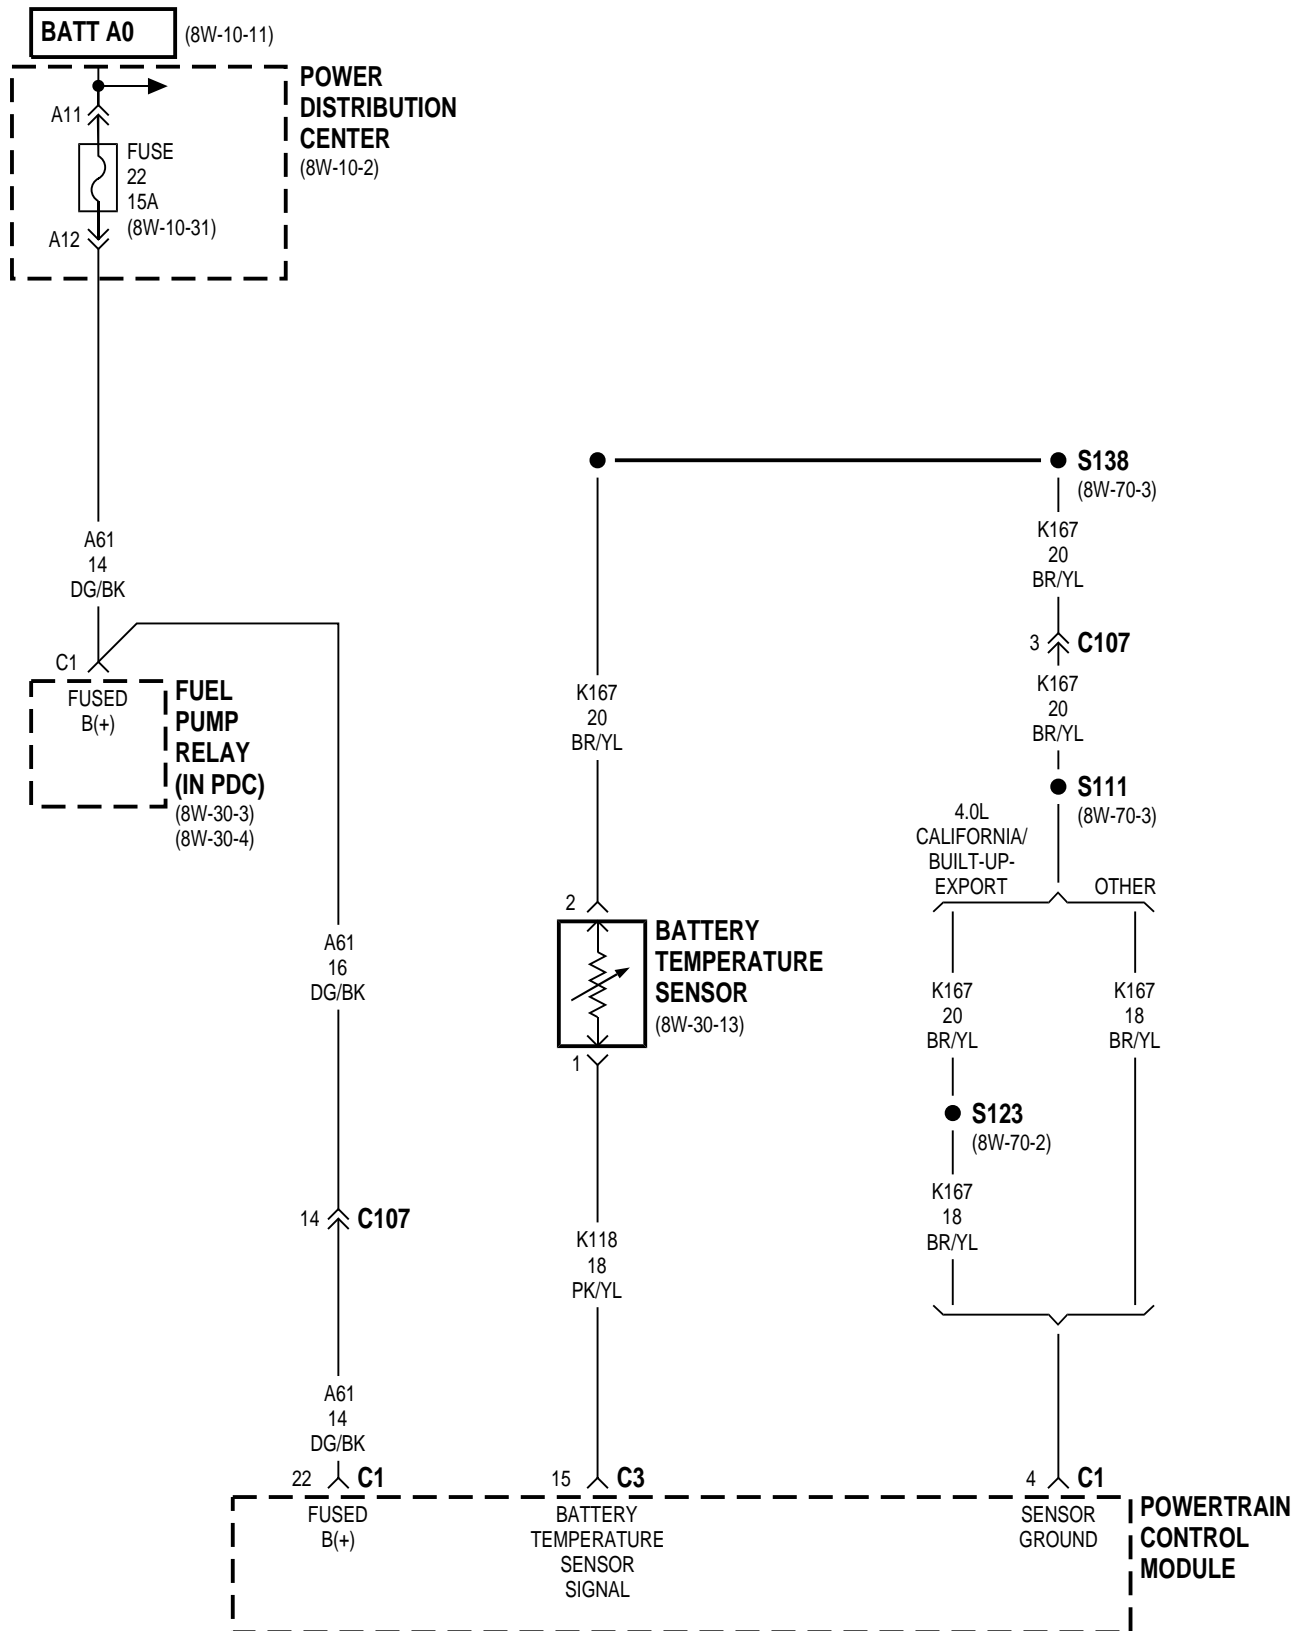 BATT A0
(8W-10-11)
POWER
DISTRIBUTION
CENTER
(8W-10-2)
A11
FUSE
22
15A
(8W-10-31)
A12
A61
14
DG/BK
C1
FUSED
B(+)
FUEL
PUMP
RELAY
(IN PDC)
(8W-30-3)
(8W-30-4)
A61
16
DG/BK
14
C107
A61
14
DG/BK
22
C1
FUSED
B(+)
K167
20
BR/YL
2
BATTERY
TEMPERATURE
SENSOR
(8W-30-13)
1
K118
18
PK/YL
15
C3
BATTERY
TEMPERATURE
SENSOR
SIGNAL
S138
(8W-70-3)
K167
20
BR/YL
3
C107
K167
20
BR/YL
S111
(8W-70-3)
4.0L
CALIFORNIA/
BUILT-UP-
EXPORT
OTHER
K167
20
BR/YL
S123
(8W-70-2)
K167
18
BR/YL
K167
18
BR/YL
4
C1
SENSOR
GROUND
POWERTRAIN
CONTROL
MODULE